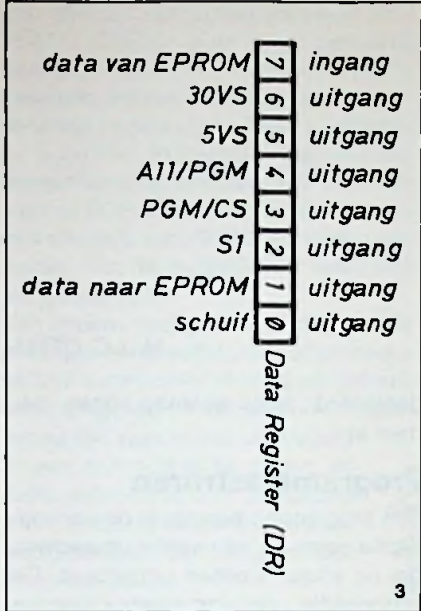 data van EPROM 7 ingang
30VS 6 uitgang
5VS 5 uitgang
A11/PGM 4 uitgang
PGM/CS 3 uitgang
S1 2 uitgang
data naar EPROM 1 uitgang
schuif 0 uitgang
Data Register (DR)
3